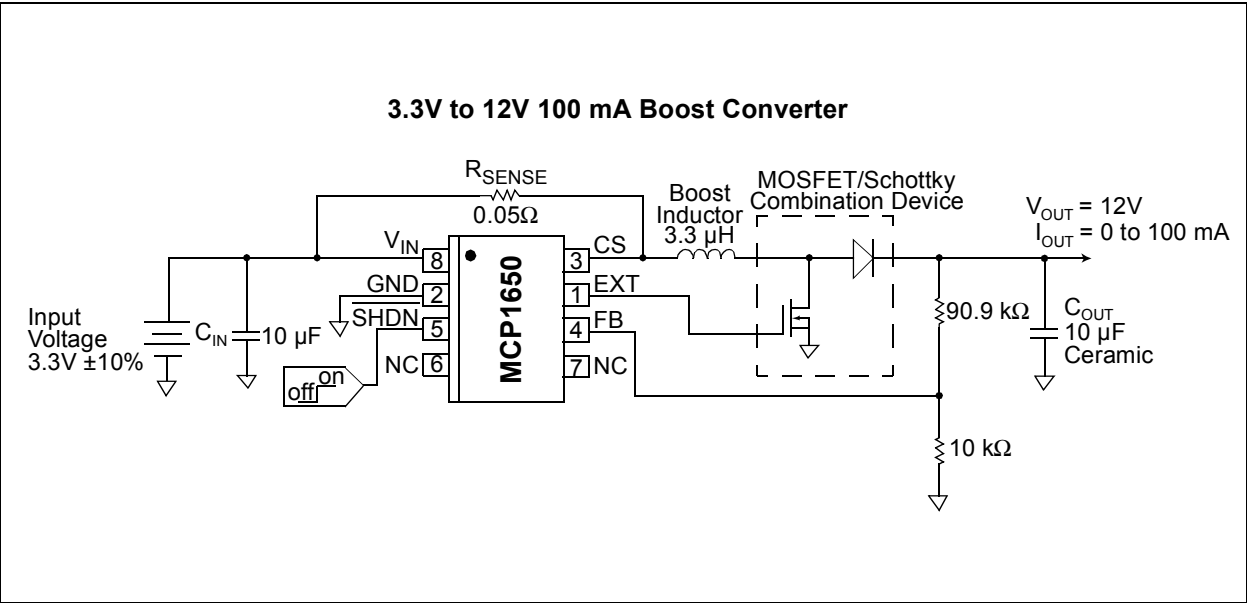 3.3V to 12V 100 mA Boost Converter
RSENSE
0.05Ω
Boost
Inductor
3.3 µH
MOSFET/Schottky
Combination Device
VOUT = 12V
IOUT = 0 to 100 mA
VIN
8
GND
2
SHDN
5
NC
6
MCP1650
3
CS
1
EXT
4
FB
7
NC
Input
Voltage
3.3V ±10%
CIN
10 µF
off
on
90.9 kΩ
COUT
10 µF
Ceramic
10 kΩ